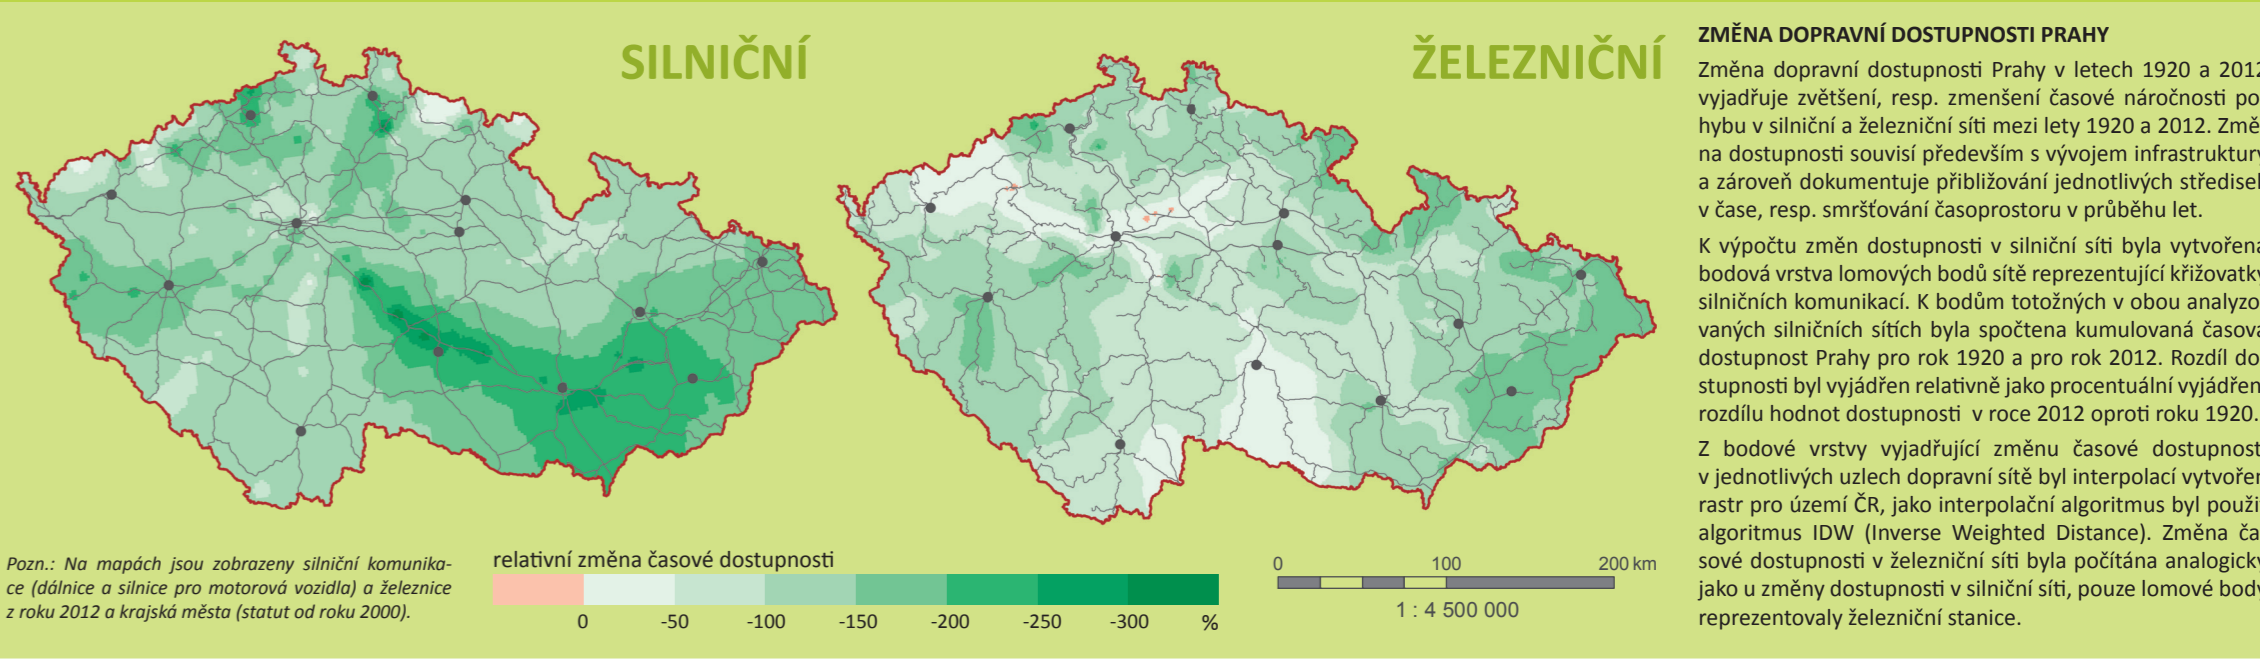 SILNIČNÍ
ŽELEZNIČNÍ
ZMĚNA DOPRAVNÍ DOSTUPNOSTI PRAHY
Změna dopravní dostupnosti Prahy v letech 1920 a 2012
vyjadřuje zvětšení, resp. zmenšení časové náročnosti po
hybu v silniční a železniční síti mezi lety 1920 a 2012. Změ
na dostupnosti souvisí především s vývojem infrastruktury
a zároveň dokumentuje přibližování jednotlivých středisek
v čase, resp. smršťování časoprostoru v průběhu let.
K výpočtu změn dostupnosti v silniční síti byla vytvořena
bodová vrstva lomových bodů sítě reprezentující křižovatky
silničních komunikací. K bodům totožných v obou analyzo
vaných silničních sítích byla spočtena kumulovaná časová
dostupnost Prahy pro rok 1920 a pro rok 2012. Rozdíl do
stupnosti byl vyjádřen relativně jako procentuální vyjádřen
rozdílu hodnot dostupnosti v roce 2012 oproti roku 1920.
Z bodové vrstvy vyjadřující změnu časové dostupnost
v jednotlivých uzlech dopravní sítě byl interpolací vytvořen
rastr pro území ČR, jako interpolační algoritmus byl použit
algoritmus IDW (Inverse Weighted Distance). Změna ča
sové dostupnosti v železniční síti byla počítána analogicky
jako u změny dostupnosti v silniční síti, pouze lomové body
reprezentovaly železniční stanice.
Pozn.: Na mapách jsou zobrazeny silniční komunika-
ce (dálnice a silnice pro motorová vozidla) a železnice
z roku 2012 a krajská města (statut od roku 2000).
relativní změna časové dostupnosti
0 -50 -100 -150 -200 -250 -300 %
0 100 200 km
1 : 4 500 000